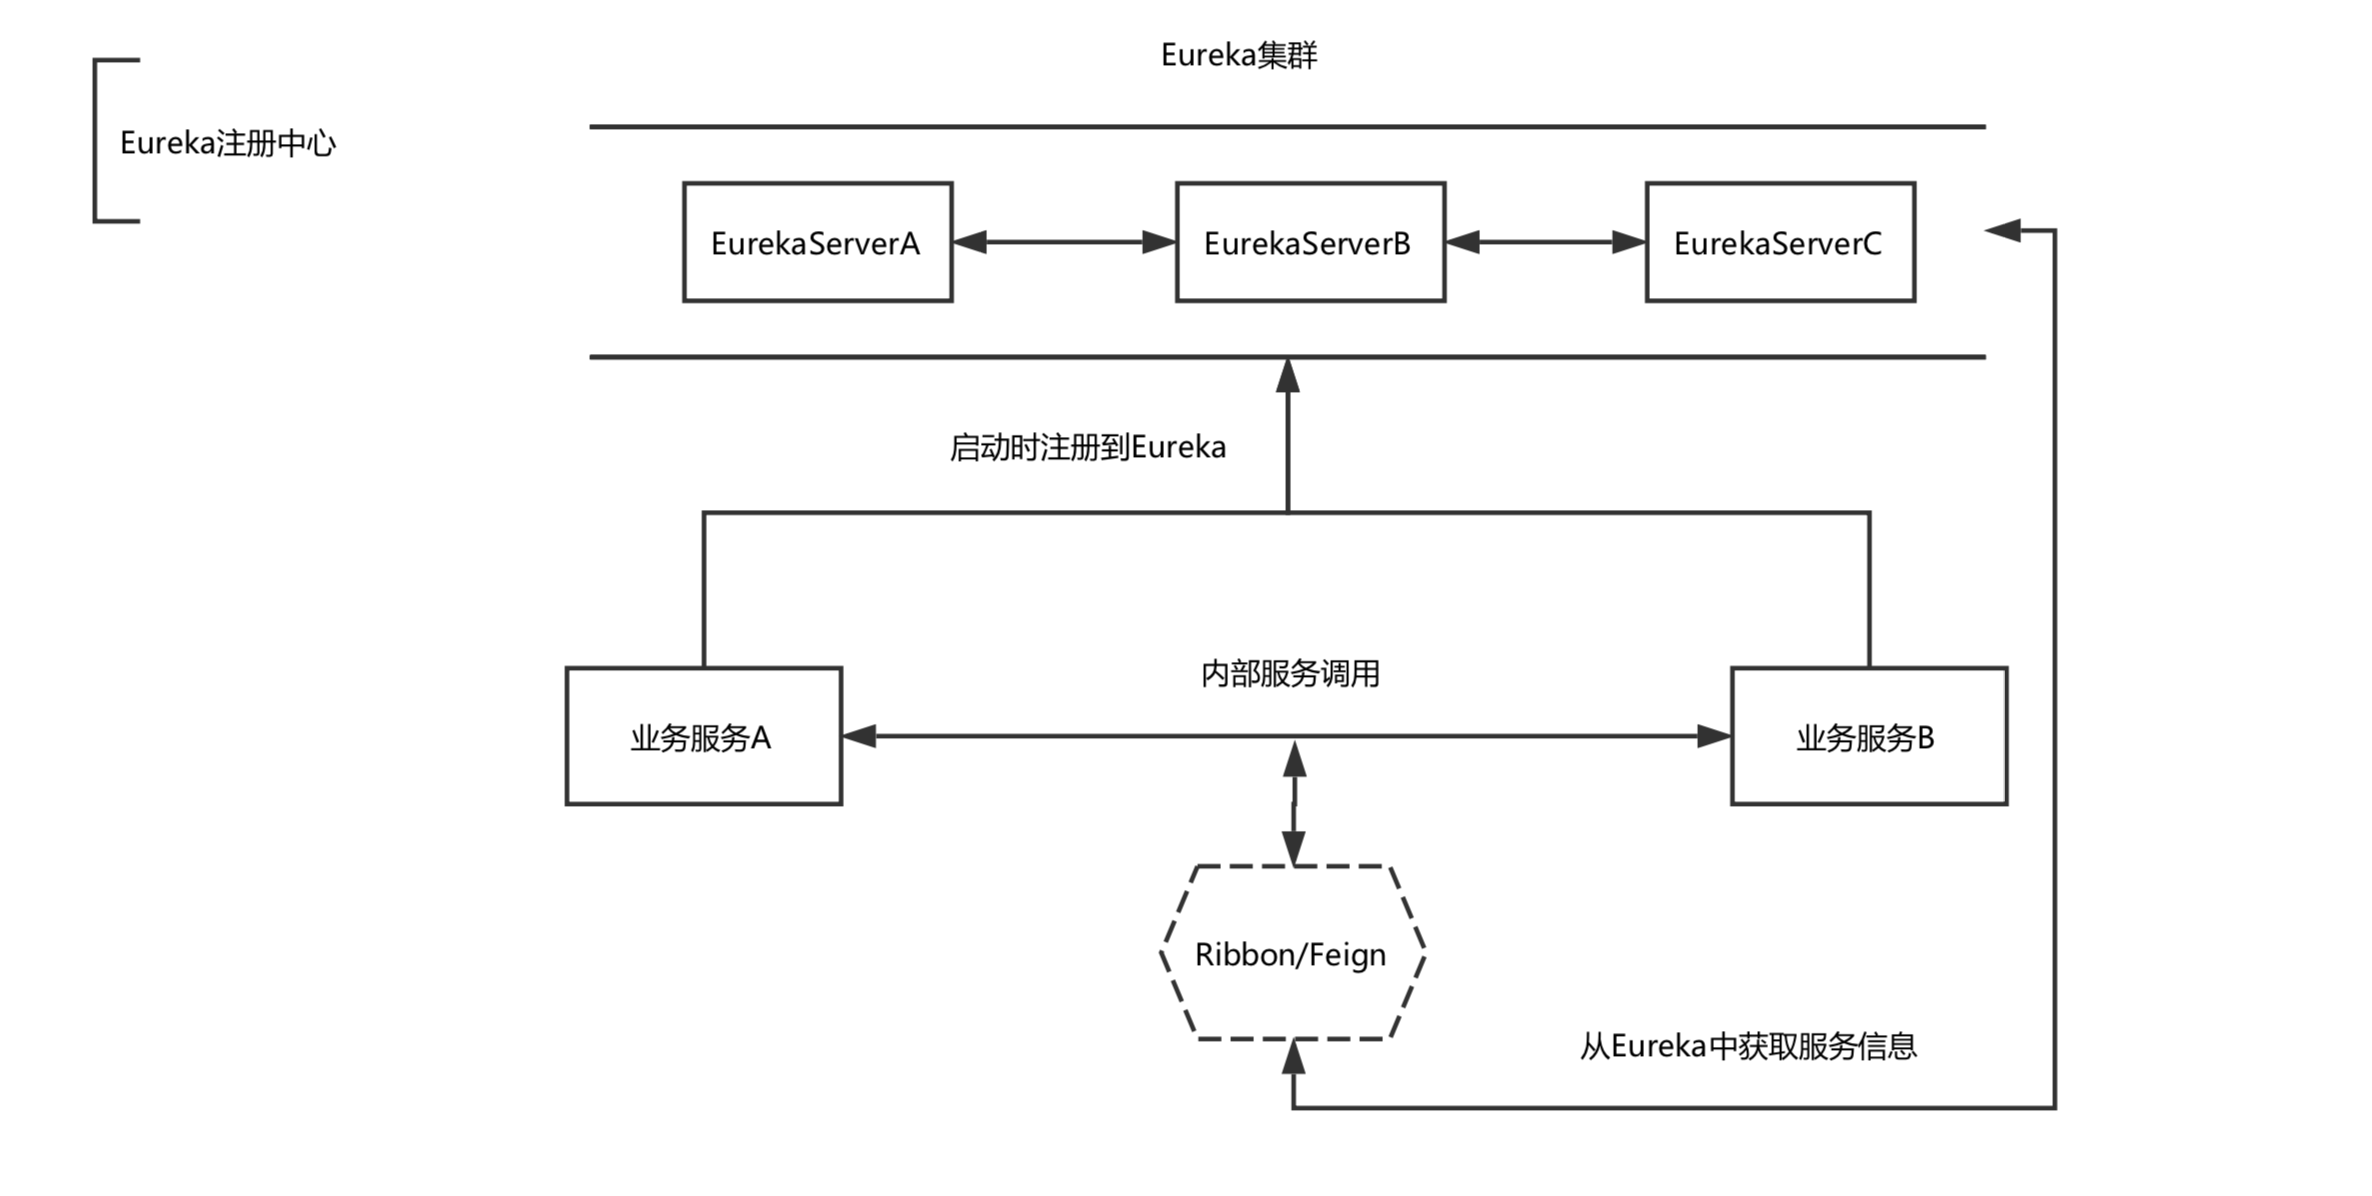 Eureka集群
Eureka注册中心
EurekaServerA
EurekaServerB
EurekaServerC
启动时注册到Eureka
内部服务调用
业务服务A
业务服务B
Ribbon/Feign
从Eureka中获取服务信息